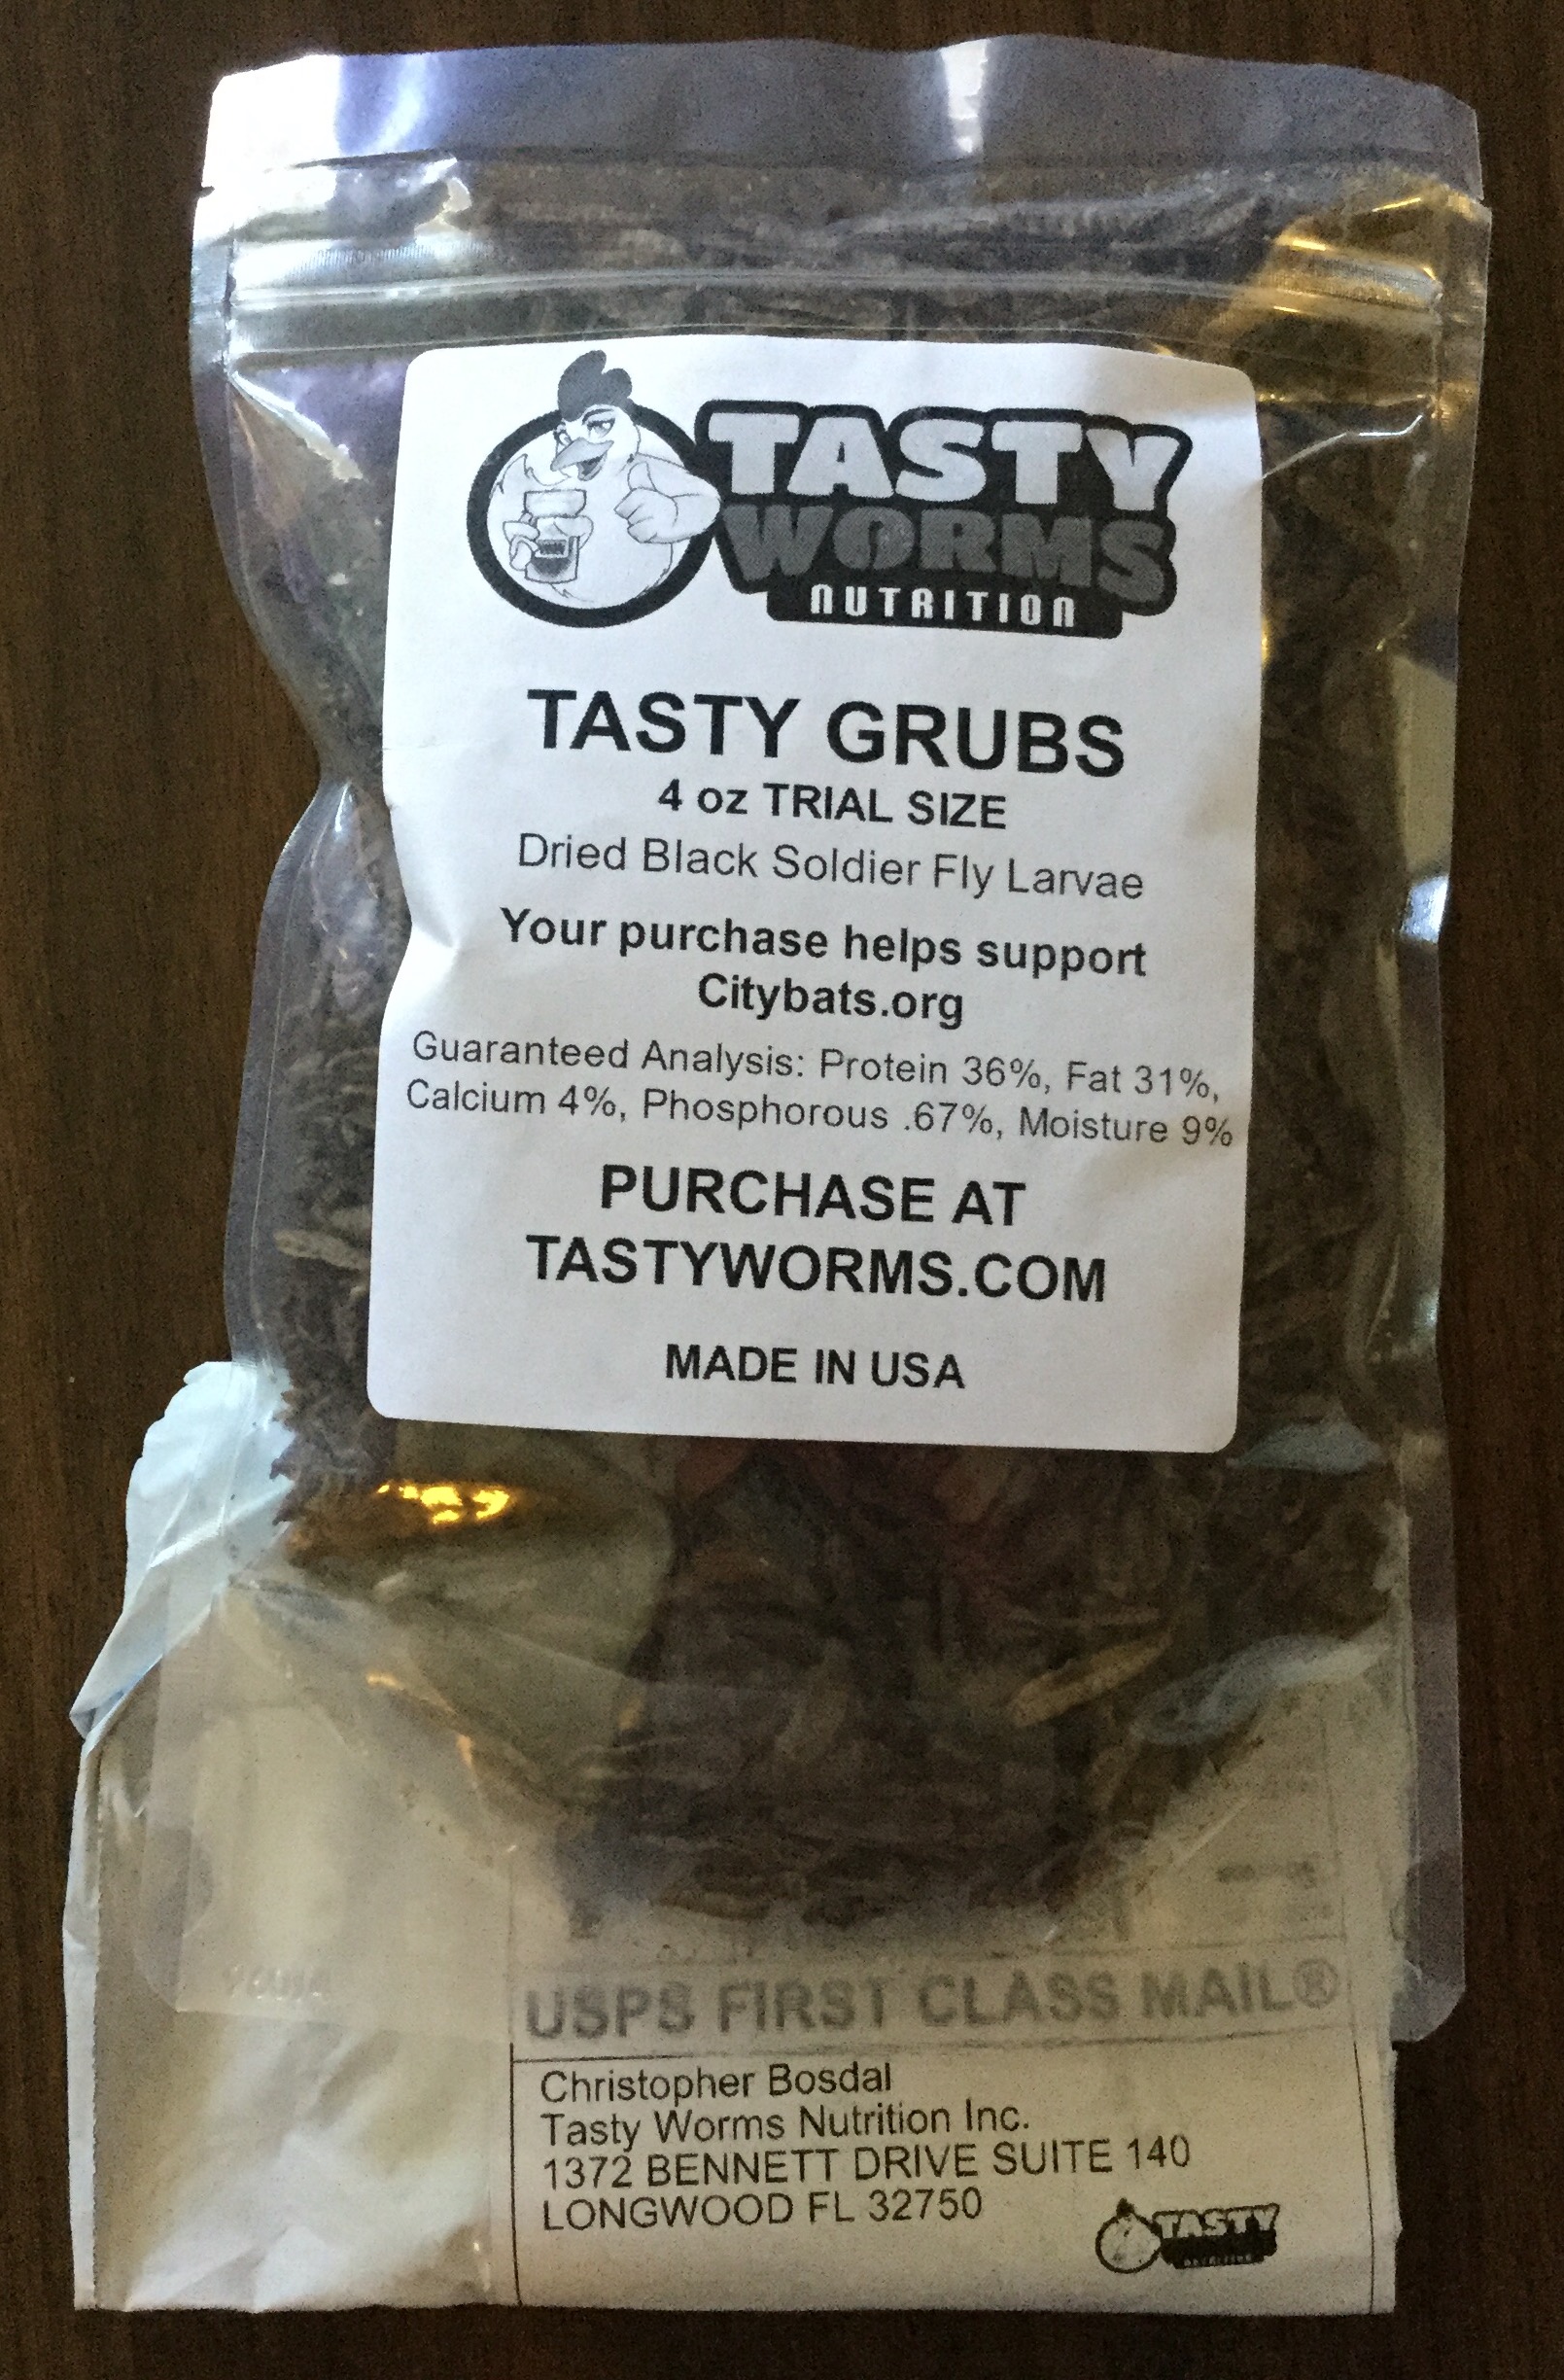 TASTY
WORMS
NUTRITION
TASTY GRUBS
4 oz TRIAL SIZE
Dried Black Soldier Fly Larvae
Your purchase helps support
Citybats.org
Guaranteed Analysis: Protein 36%, Fat 31%,
Calcium 4%, Phosphorous .67%, Moisture 9%
PURCHASE AT
TASTYWORMS.COM
MADE IN USA
USPS FIRST CLASS MAIL®
Christopher Bosdal
Tasty Worms Nutrition Inc.
1372 BENNETT DRIVE SUITE 140
LONGWOOD FL 32750
TASTY